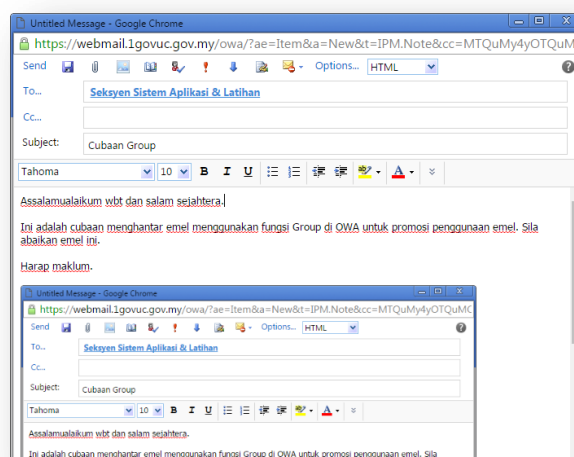 Untitled Message - Google Chrome
https://webmail.1govuc.gov.my/owa/?ae=Item&a=New&t=IPM.Note&cc=MTQuMy4yOTQuM
Send Options... HTML
To... Seksyen Sistem Aplikasi & Latihan
Cc...
Subject: Cubaan Group
Tahoma 10 B I U A
Assalamualaikum wbt dan salam sejahtera.
Ini adalah cubaan menghantar emel menggunakan fungsi Group di OWA untuk promosi penggunaan emel. Sila
abaikan emel ini.
Harap maklum.
Untitled Message - Google Chrome
https://webmail.1govuc.gov.my/owa/?ae=Item&a=New&t=IPM.Note&cc=MTQuMy4yOTQuMC
Send Options... HTML
To... Seksyen Sistem Aplikasi & Latihan
Cc...
Subject: Cubaan Group
Tahoma 10 B I U A
Assalamualaikum wbt dan salam sejahtera.
Ini adalah cubaan menghantar emel menggunakan fungsi Group di OWA untuk promosi penggunaan emel. Sila